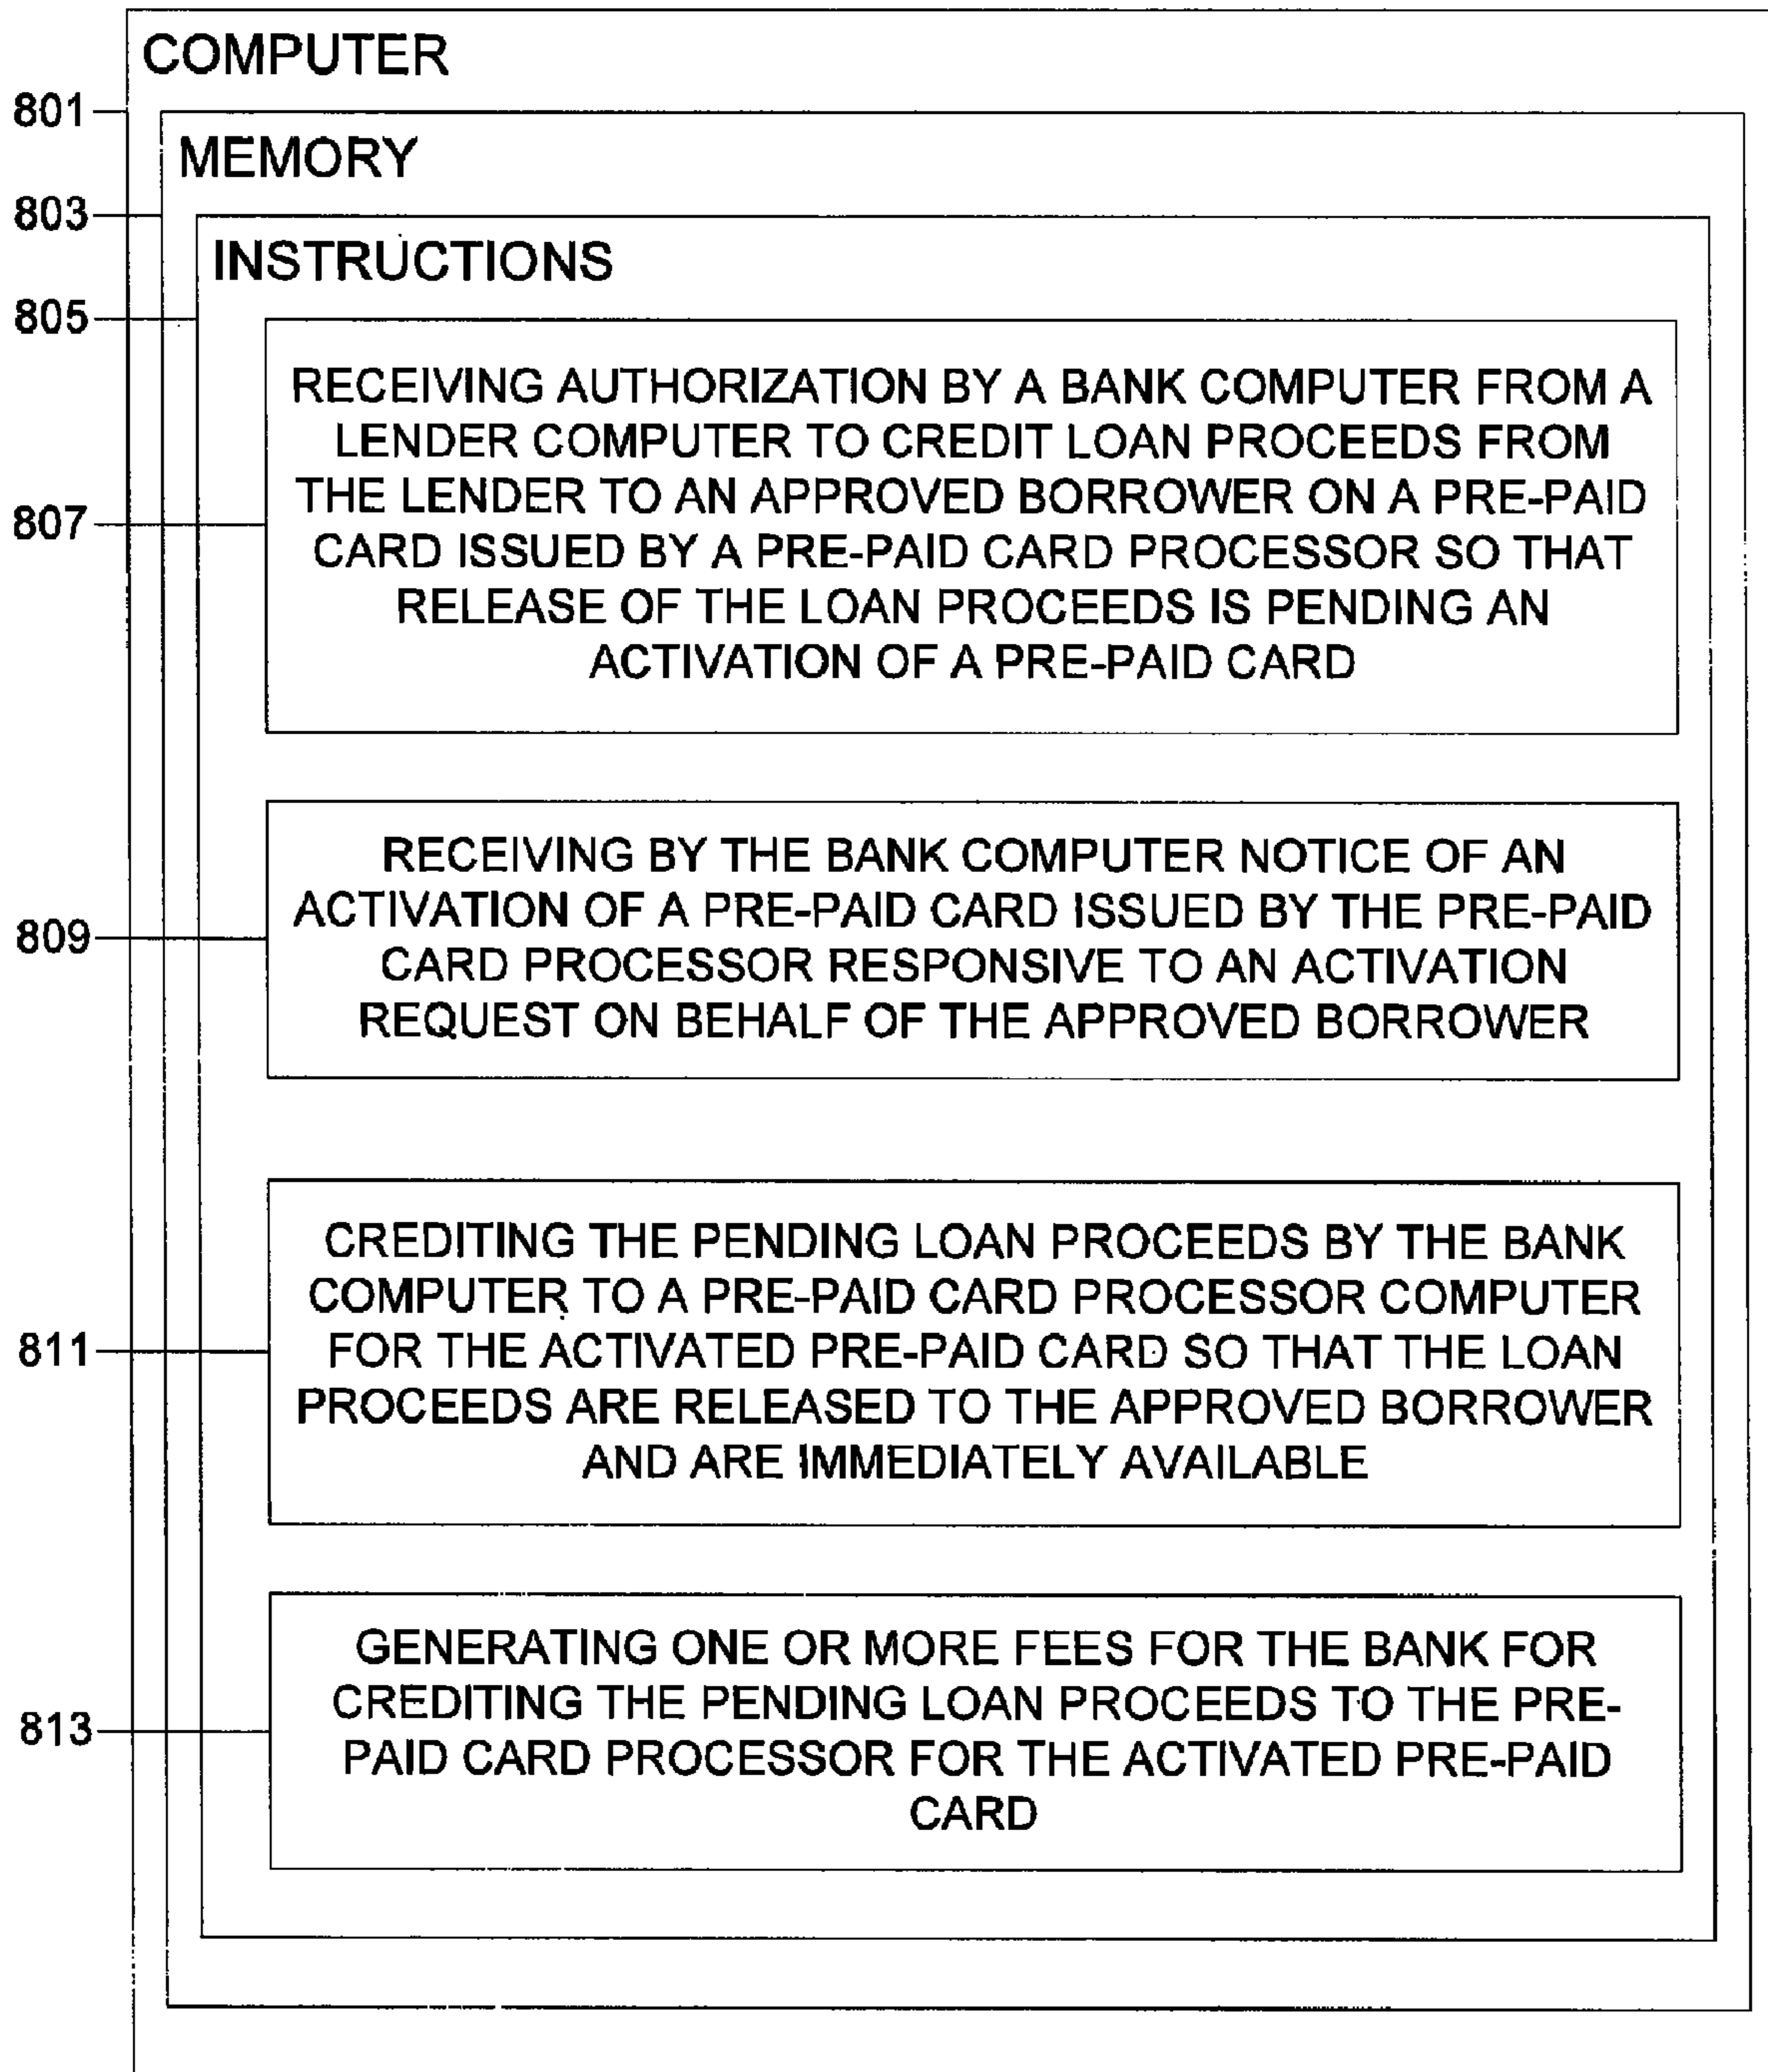 COMPUTER
801
MEMORY
803
INSTRUCTIONS
805
RECEIVING AUTHORIZATION BY A BANK COMPUTER FROM A
LENDER COMPUTER TO CREDIT LOAN PROCEEDS FROM
THE LENDER TO AN APPROVED BORROWER ON A PRE-PAID
807
CARD ISSUED BY A PRE-PAID CARD PROCESSOR SO THAT
RELEASE OF THE LOAN PROCEEDS IS PENDING AN
ACTIVATION OF A PRE-PAID CARD
RECEIVING BY THE BANK COMPUTER NOTICE OF AN
ACTIVATION OF A PRE-PAID CARD ISSUED BY THE PRE-PAID
809
CARD PROCESSOR RESPONSIVE TO AN ACTIVATION
REQUEST ON BEHALF OF THE APPROVED BORROWER
CREDITING THE PENDING LOAN PROCEEDS BY THE BANK
COMPUTER TO A PRE-PAID CARD PROCESSOR COMPUTER
811
FOR THE ACTIVATED PRE-PAID CARD SO THAT THE LOAN
PROCEEDS ARE RELEASED TO THE APPROVED BORROWER
AND ARE IMMEDIATELY AVAILABLE
GENERATING ONE OR MORE FEES FOR THE BANK FOR
CREDITING THE PENDING LOAN PROCEEDS TO THE PRE-
813
PAID CARD PROCESSOR FOR THE ACTIVATED PRE-PAID
CARD